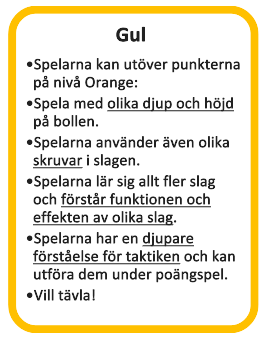 Gul
•Spelarna kan utöver punkterna
på nivå Orange:
•Spela med olika djup och höjd
på bollen.
•Spelarna använder även olika
skruvar i slagen.
•Spelarna lär sig allt fler slag
och förstår funktionen och
effekten av olika slag.
•Spelarna har en djupare
förståelse för taktiken och kan
utföra dem under poängspel.
•Vill tävla!